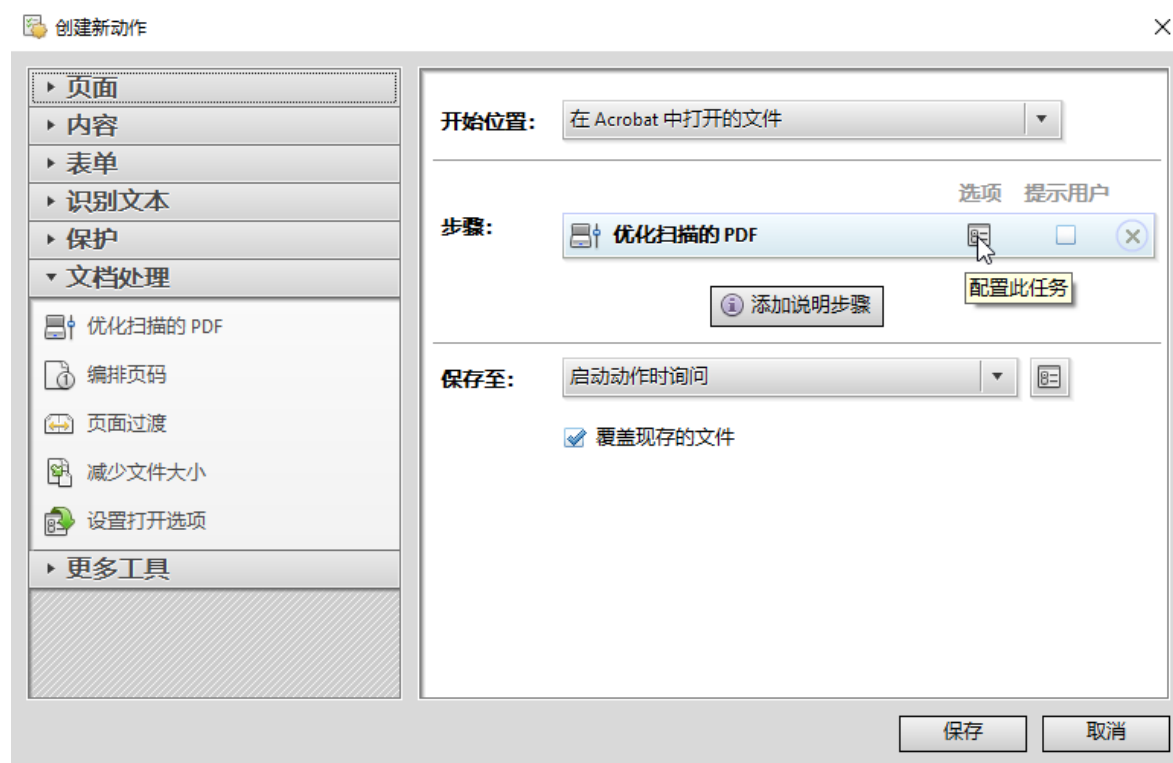 创建新动作
页面
内容
表单
识别文本
保护
文档处理
优化扫描的 PDF
编排页码
页面过渡
减少文件大小
设置打开选项
更多工具
开始位置: 在 Acrobat 中打开的文件
选项 提示用户
步骤: 优化扫描的 PDF
配置此任务
添加说明步骤
保存至: 启动动作时询问
覆盖现存的文件
保存 取消